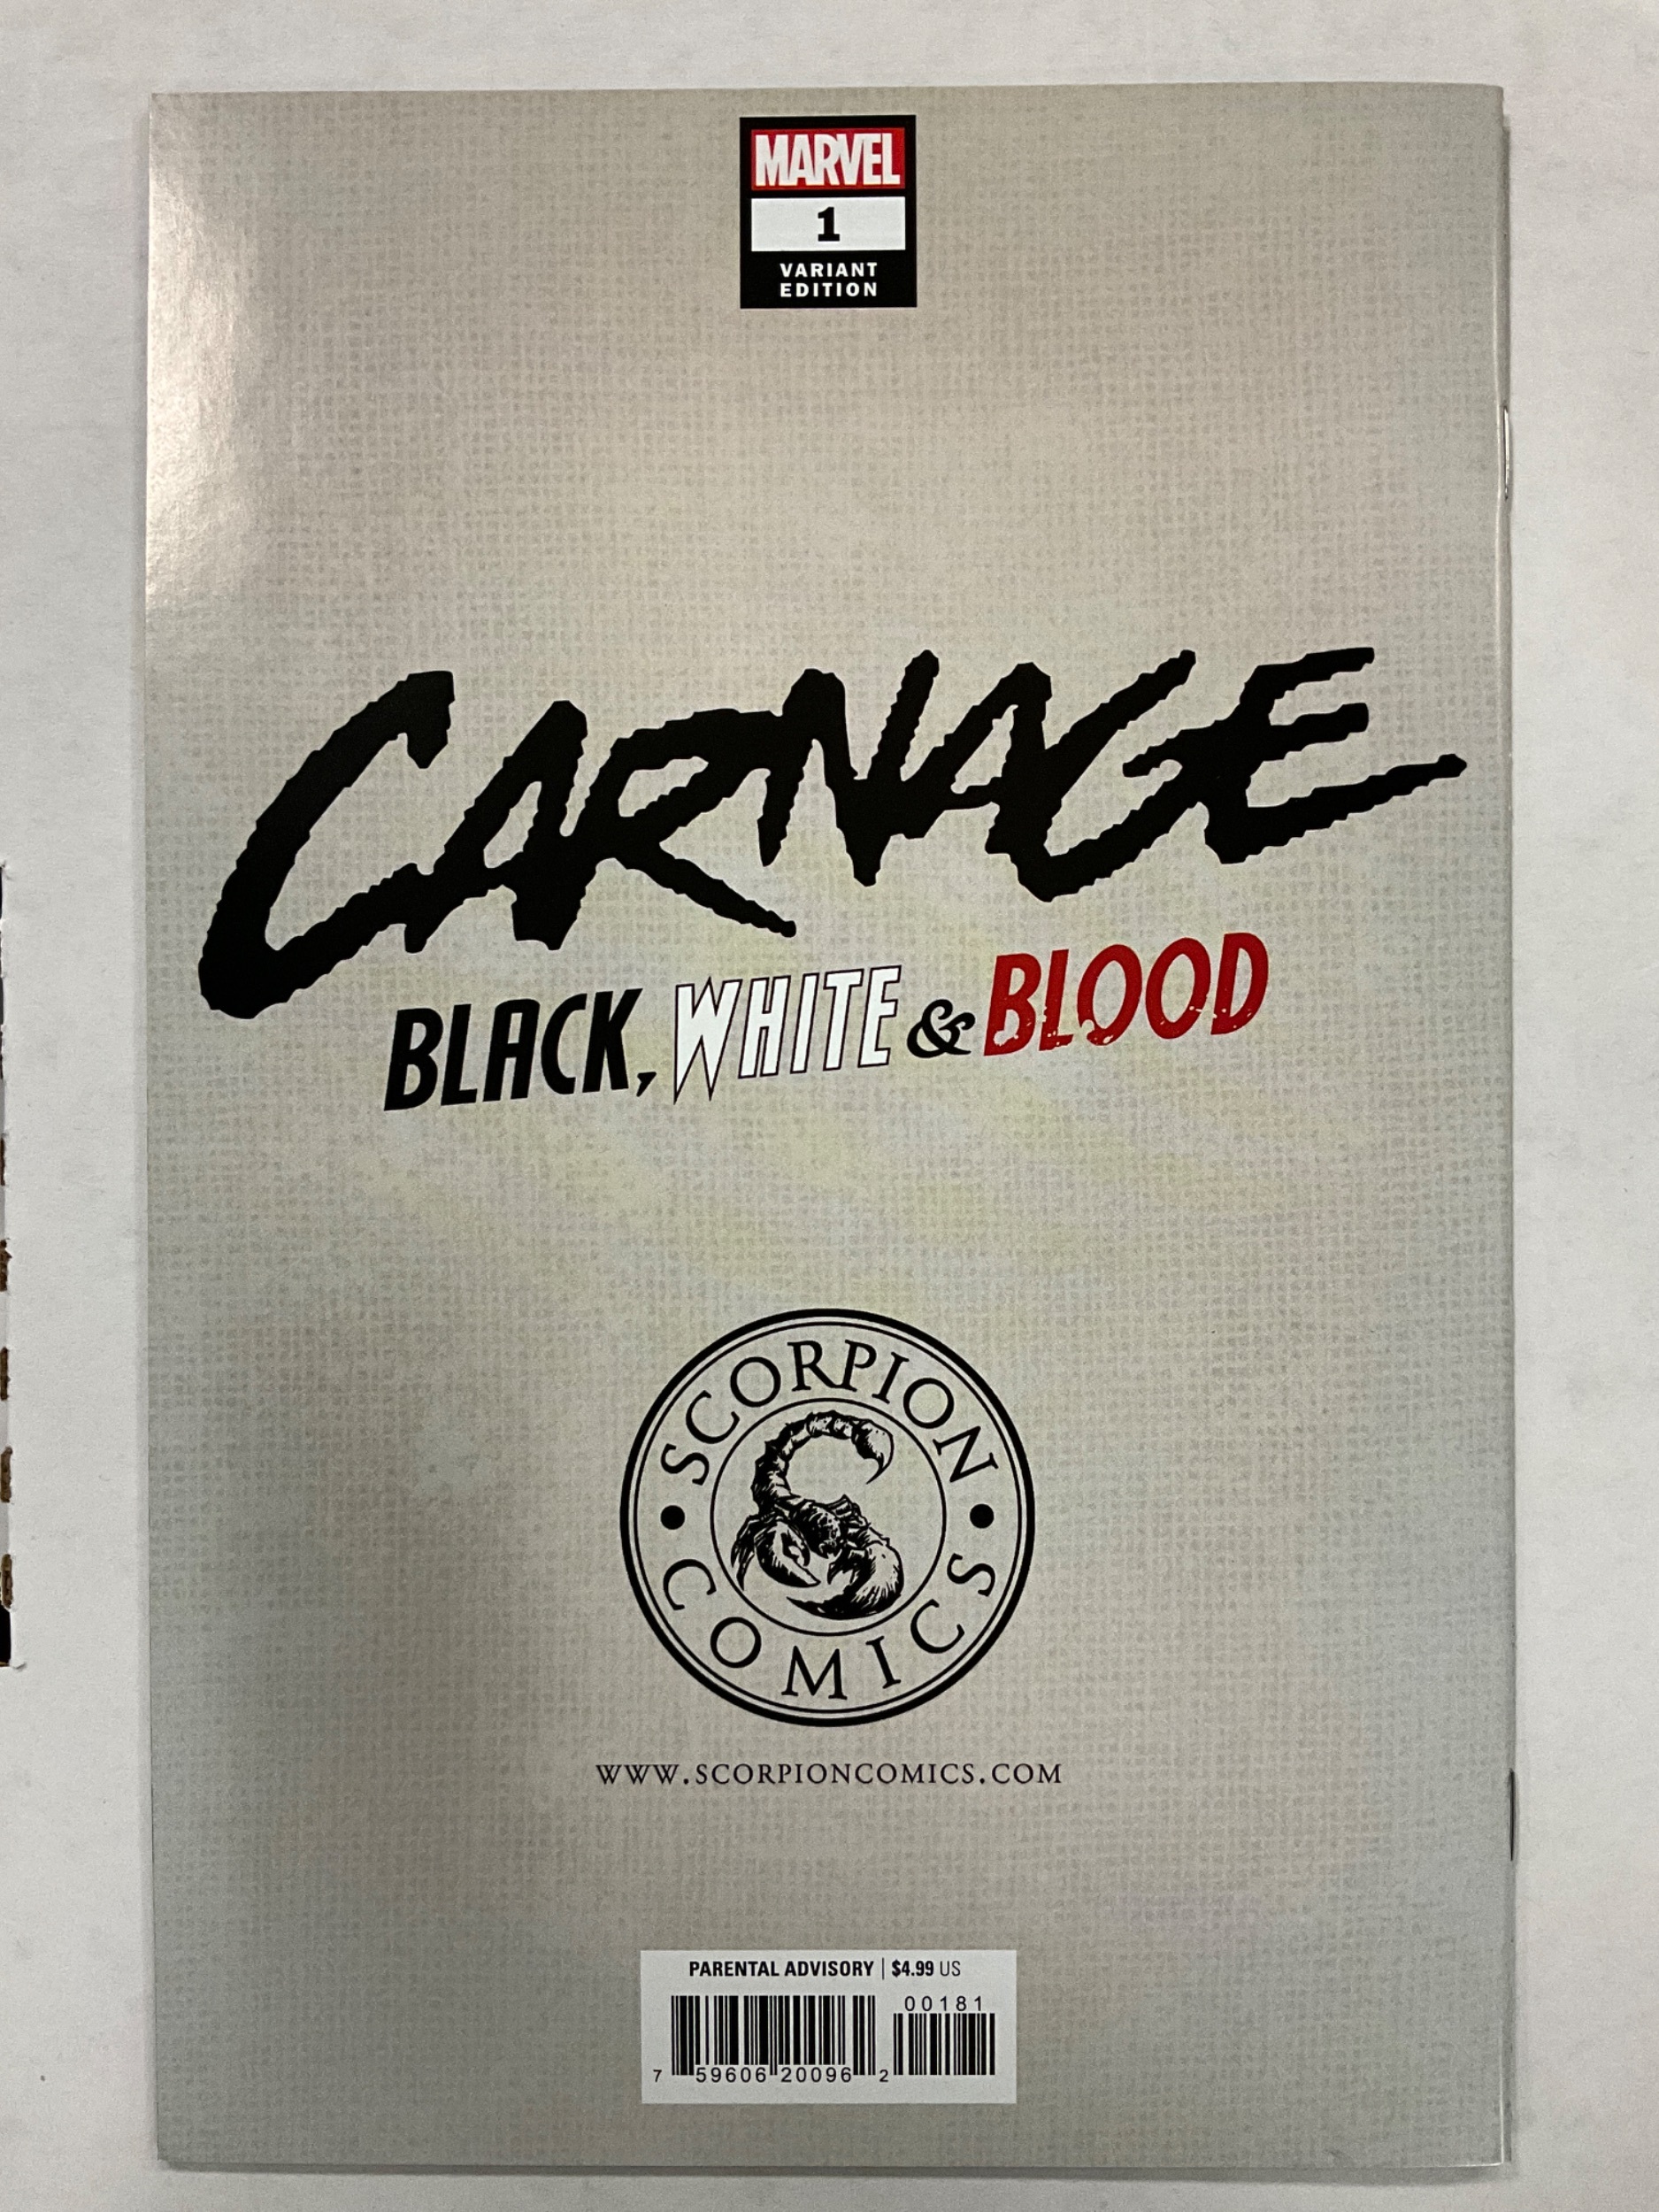 MARVEL
1
VARIANT
EDITION
CARNAGE
BLACK, WHITE & BLOOD
SCORPION
COMICS
WWW.SCORPIONCOMICS.COM
PARENTAL ADVISORY | $4.99 US
00181
7 59606 20096 2